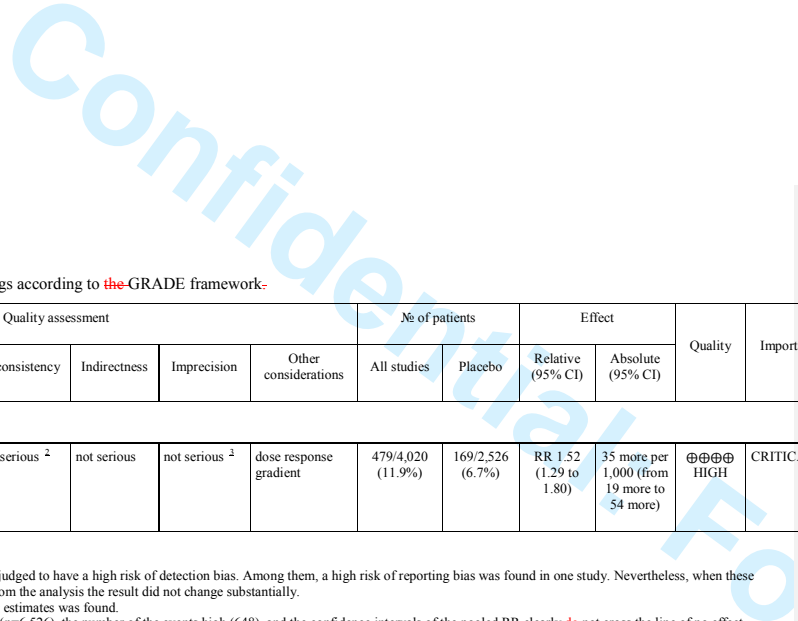 Confidential: Fo
gs according to the GRADE framework.
Quality assessment № of patients Effect Quality Import
onsistency Indirectness Imprecision Other considerations All studies Placebo Relative (95% CI) Absolute (95% CI)
serious 2 not serious not serious 3 dose response 479/4,020 169/2,526 RR 1.52 35 more per ⊕⊕⊕⊕ CRITIC
gradient (11.9%) (6.7%) (1.29 to 1,000 (from HIGH
1.80) 19 more to
54 more)
judged to have a high risk of detection bias. Among them, a high risk of reporting bias was found in one study. Nevertheless, when these
om the analysis the result did not change substantially.
estimates was found.
the number of the events high (648), and the confidence intervals of the pooled RR clearly do not cross the line of no effect